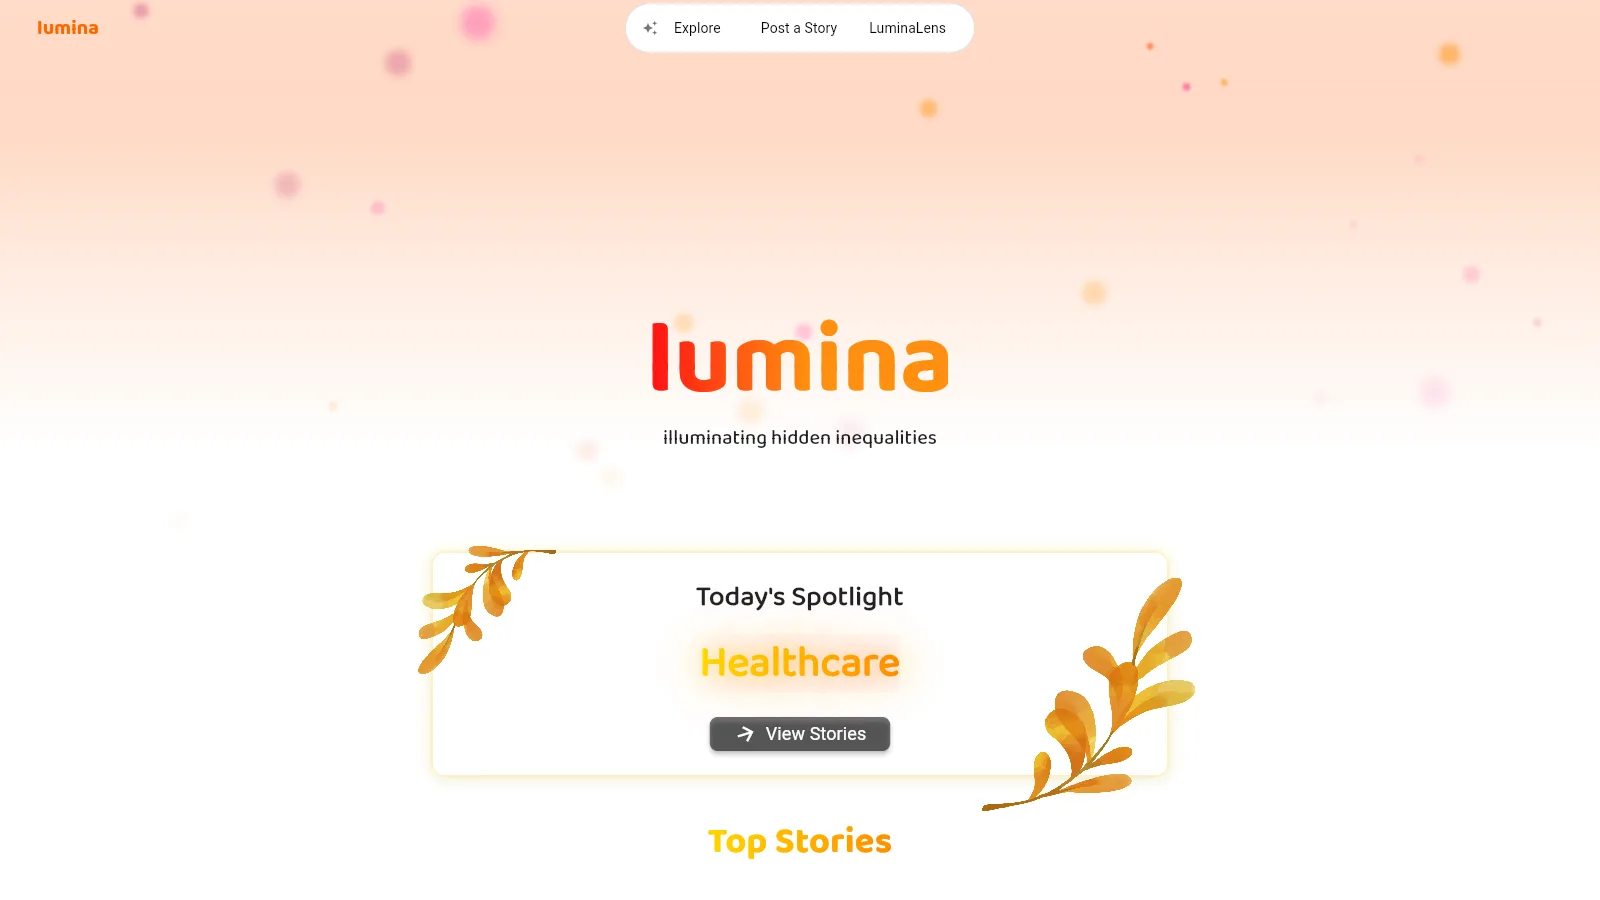 lumina
Explore
Post a Story
LuminaLens
lumina
illuminating hidden inequalities
Today's Spotlight
Healthcare
View Stories
Top Stories